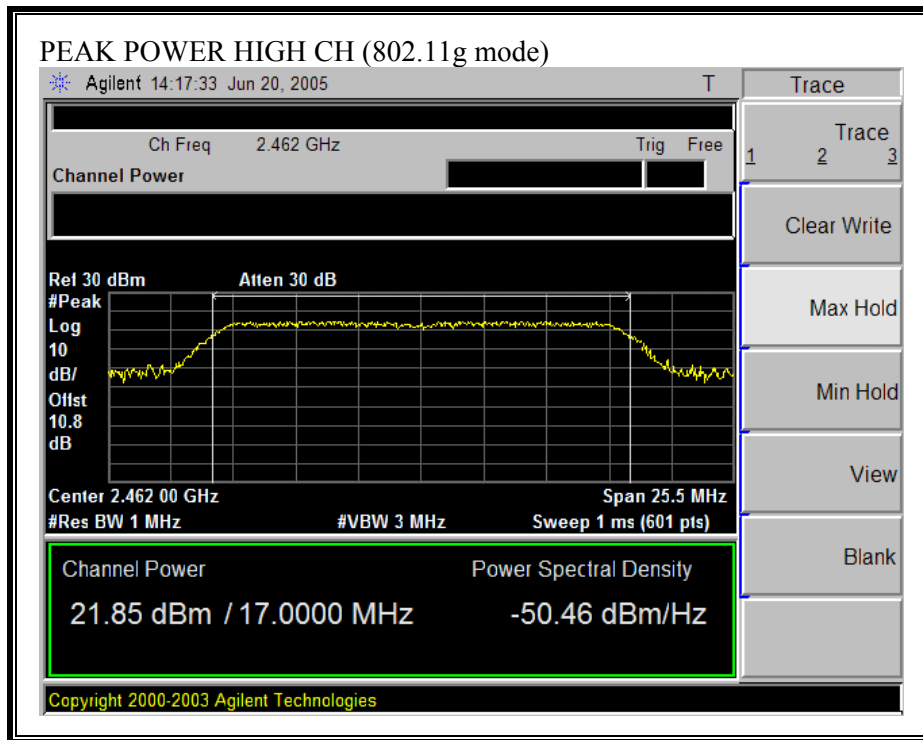 PEAK POWER HIGH CH (802.11g mode)
Agilent 14:17:33 Jun 20, 2005 T
Trace
Ch Freq 2.462 GHz Trig Free
Channel Power
Trace
1 2 3
Clear Write
Ref 30 dBm Atten 30 dB
#Peak
Log
10
dB/
Offst
10.8
dB
Max Hold
Min Hold
View
Center 2.462 00 GHz Span 25.5 MHz
#Res BW 1 MHz #VBW 3 MHz Sweep 1 ms (601 pts)
Blank
Channel Power Power Spectral Density
21.85 dBm / 17.0000 MHz -50.46 dBm/Hz
Copyright 2000-2003 Agilent Technologies